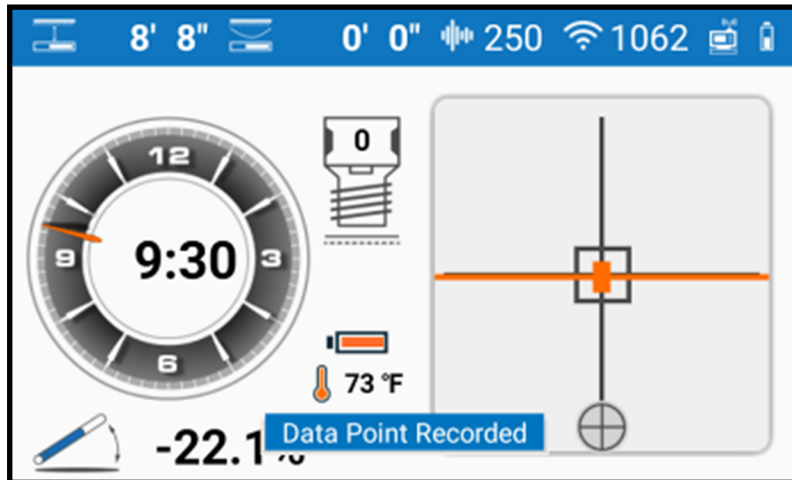 8' 8" 0' 0" 250 1062
12
0
9 9:30 3
6
73 °F
-22.1%
Data Point Recorded